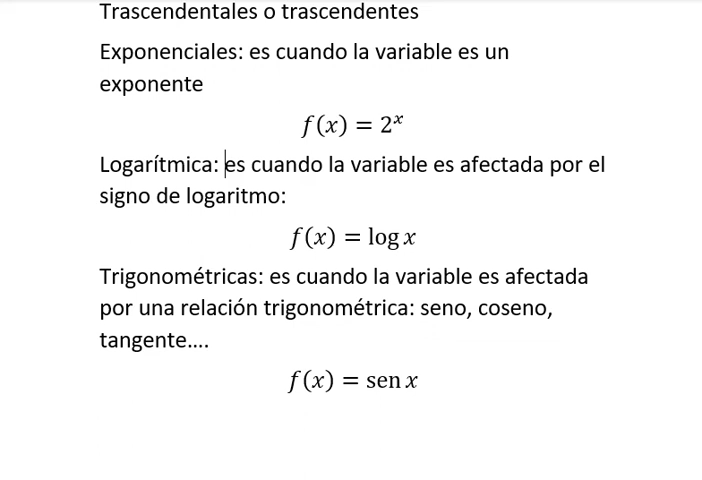 Trascendentales o trascendentes
Exponenciales: es cuando la variable es un
exponente
f(x) = 2ˣ
Logarítmica: es cuando la variable es afectada por el
signo de logaritmo:
f(x) = log x
Trigonométricas: es cuando la variable es afectada
por una relación trigonométrica: seno, coseno,
tangente....
f(x) = sen x